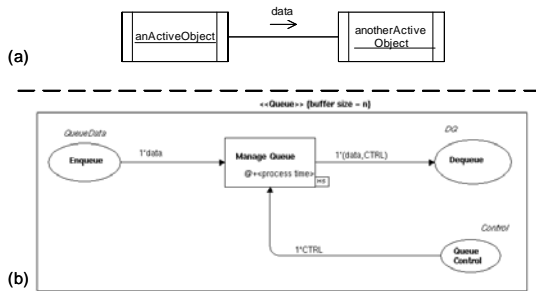 data
anActiveObject
anotherActive
Object
(a)
<<Queue>> {buffer size - n}
QueueData
Enqueue
1`data
Manage Queue
@+<process time>
HS
1`(data,CTRL)
DQ
Dequeue
1`CTRL
Control
Queue
Control
(b)